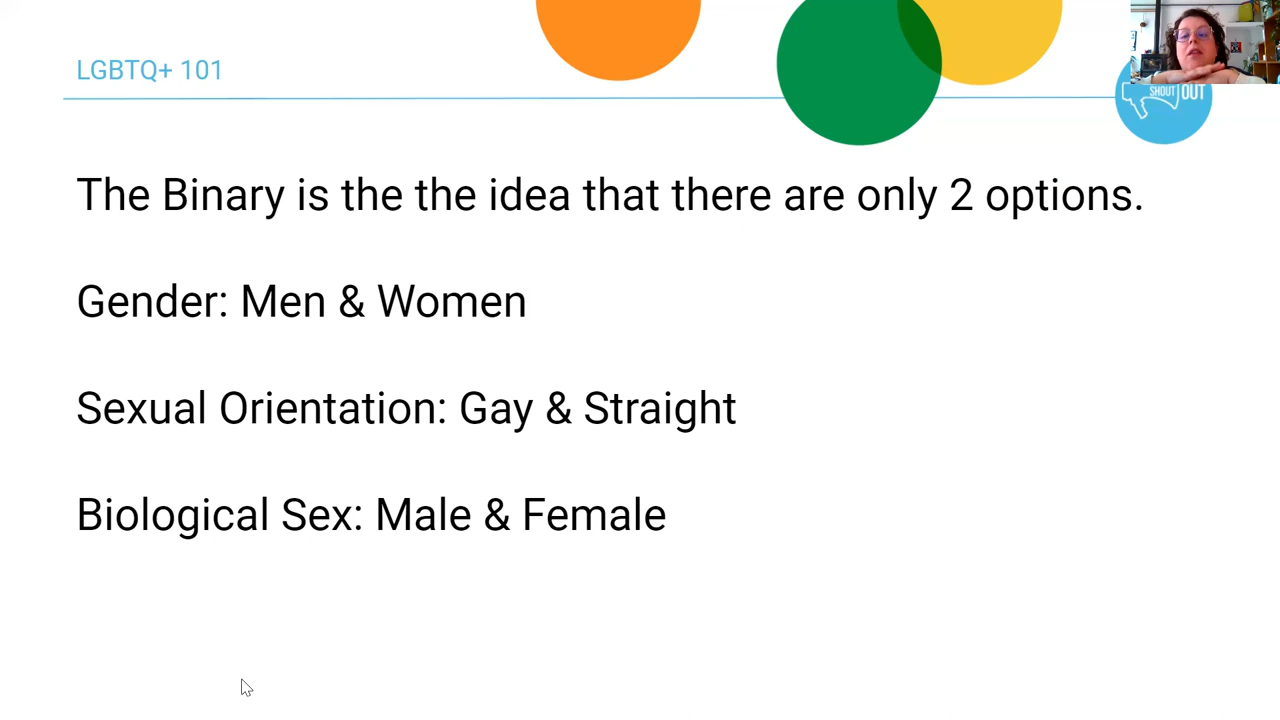 LGBTQ+ 101
SHOUT OUT
The Binary is the the idea that there are only 2 options.
Gender: Men & Women
Sexual Orientation: Gay & Straight
Biological Sex: Male & Female